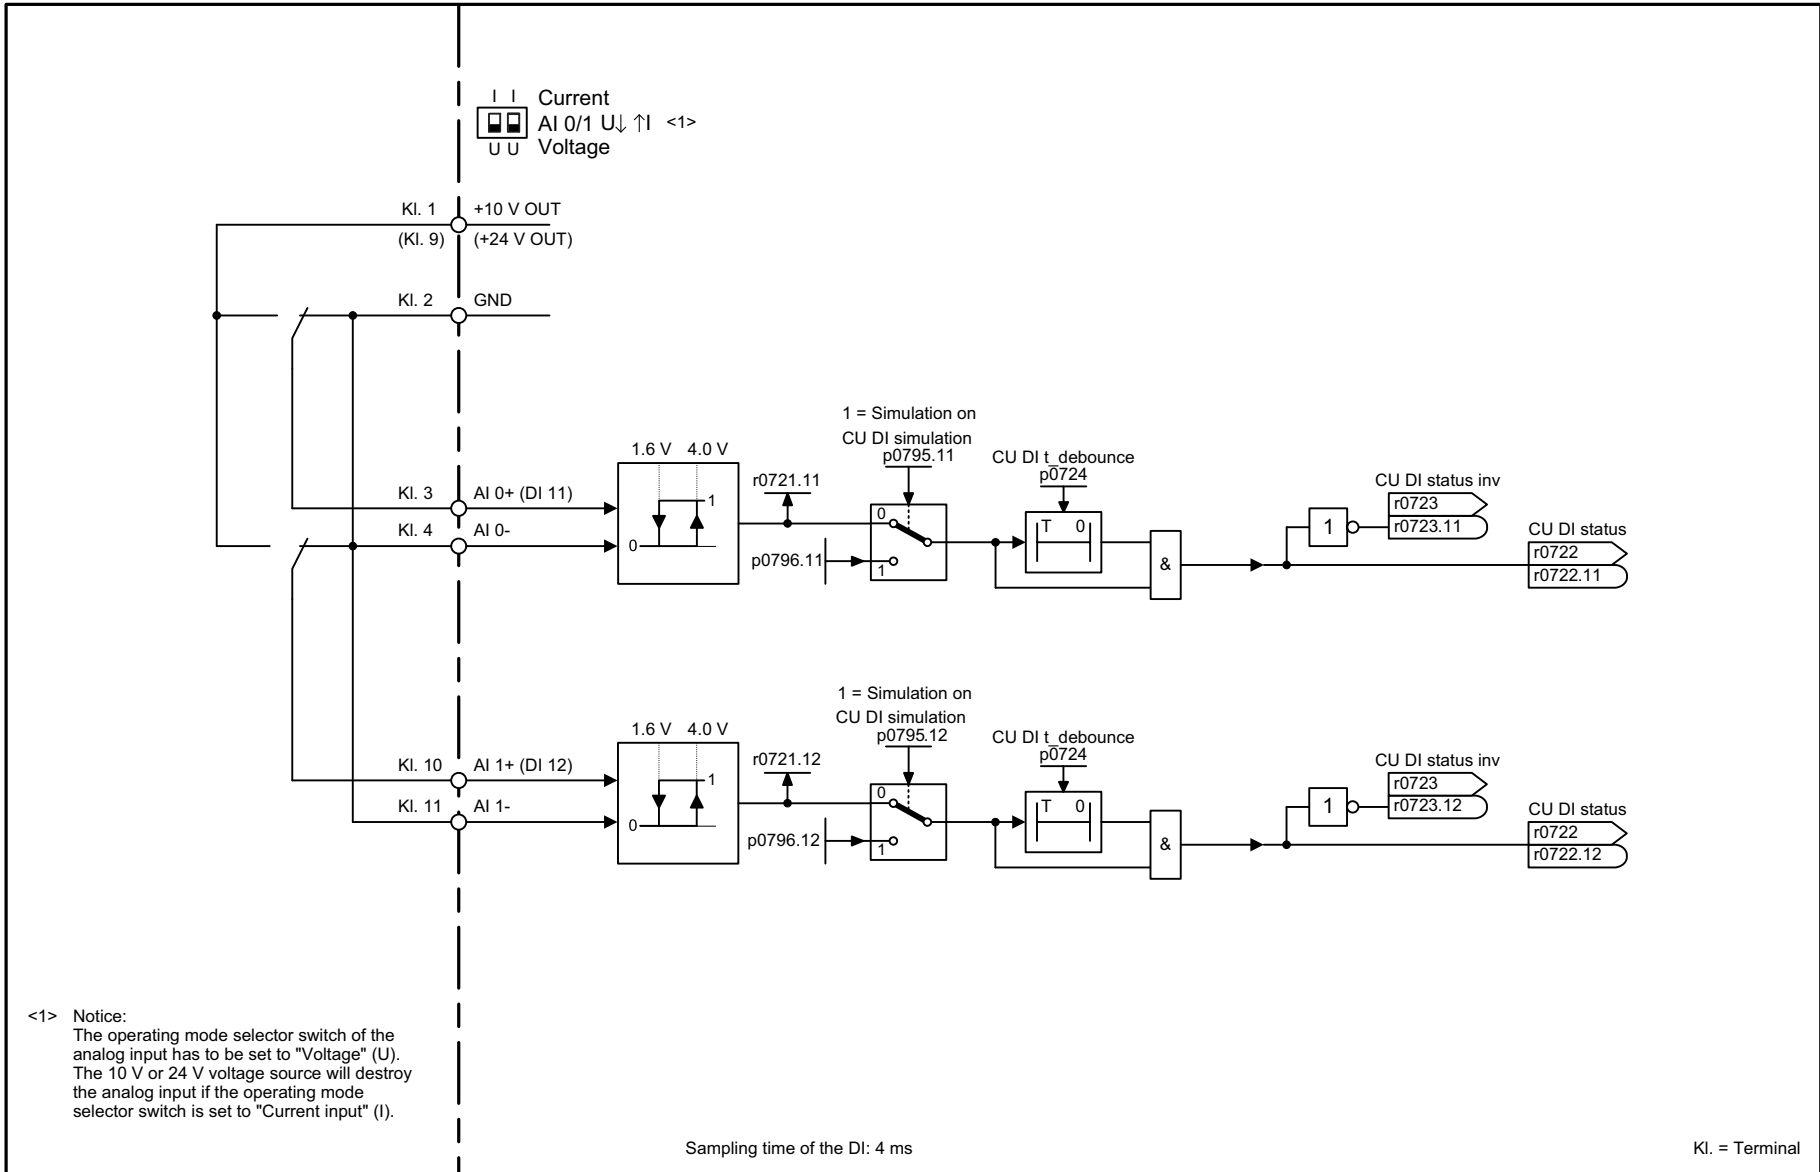 I I Current
AI 0/1 U↓ ↑I <1>
U U Voltage
Kl. 1 +10 V OUT
(Kl. 9) (+24 V OUT)
Kl. 2 GND
1 = Simulation on
CU DI simulation
p0795.11
1.6 V 4.0 V
CU DI t_debounce
p0724
r0721.11
CU DI status inv
r0723
r0723.11
Kl. 3 AI 0+ (DI 11)
1
0
T 0
1
CU DI status
r0722
r0722.11
Kl. 4 AI 0-
0
p0796.11
1
&
1 = Simulation on
CU DI simulation
p0795.12
1.6 V 4.0 V
CU DI t_debounce
p0724
r0721.12
CU DI status inv
r0723
r0723.12
Kl. 10 AI 1+ (DI 12)
1
0
T 0
1
CU DI status
r0722
r0722.12
Kl. 11 AI 1-
0
p0796.12
1
&
<1> Notice:
The operating mode selector switch of the
analog input has to be set to "Voltage" (U).
The 10 V or 24 V voltage source will destroy
the analog input if the operating mode
selector switch is set to "Current input" (I).
Sampling time of the DI: 4 ms
Kl. = Terminal